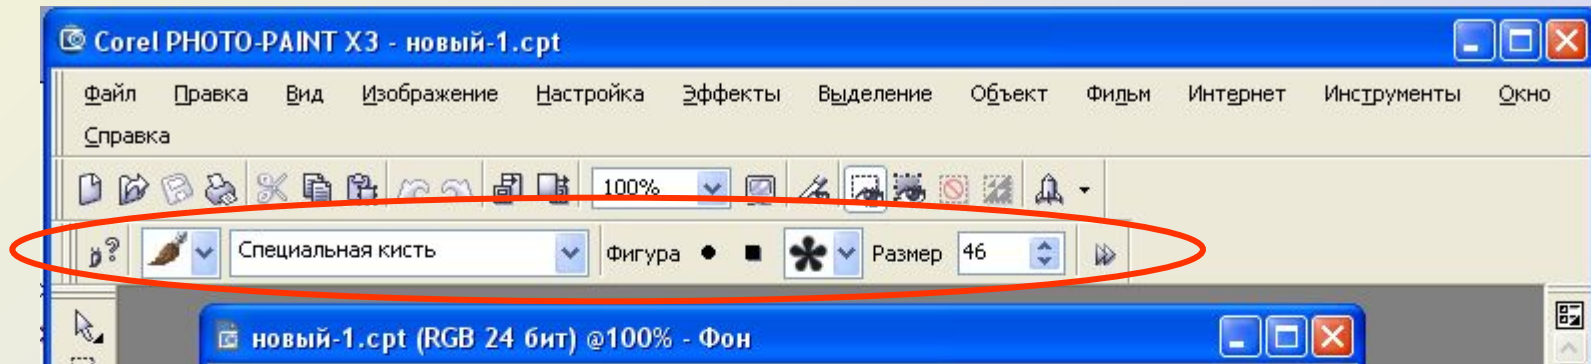 Corel PHOTO-PAINT X3 - новый-1.cpt
Файл Правка Вид Изображение Настройка Эффекты Выделение Объект Фильм Интернет Инструменты Окно
Справка
100%
Специальная кисть Фигура Размер 46
новый-1.cpt (RGB 24 бит) @100% - Фон